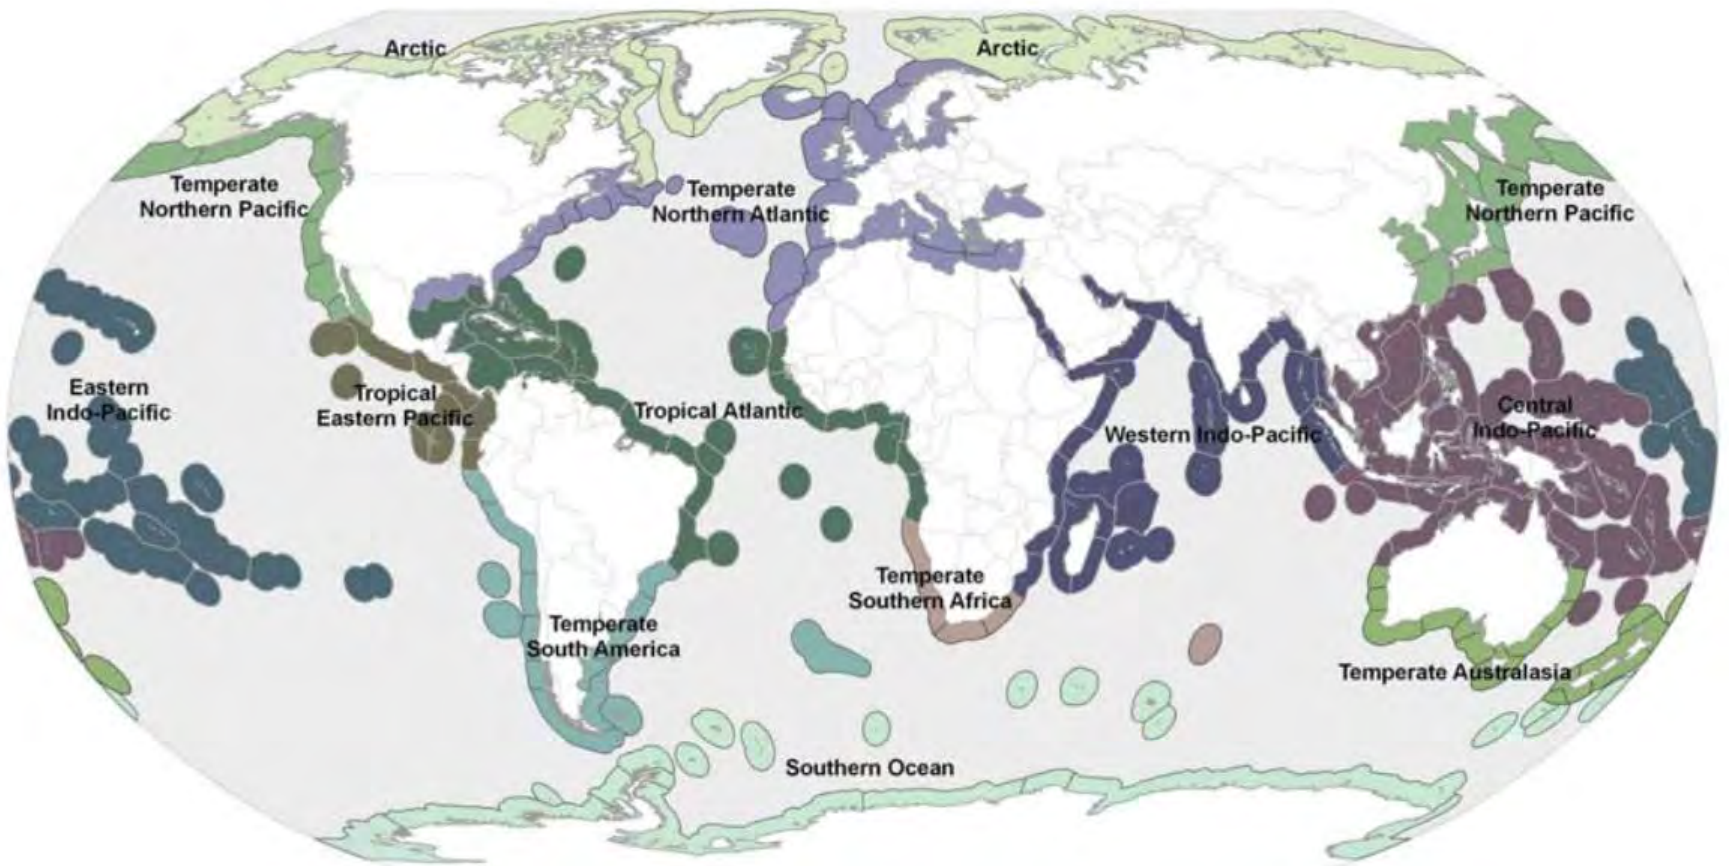 Arctic
Arctic
Temperate
Northern Pacific
Temperate
Northern Atlantic
Temperate
Northern Pacific
Eastern
Indo-Pacific
Tropical
Eastern Pacific
Tropical Atlantic
Western Indo-Pacific
Central
Indo-Pacific
Temperate
South America
Temperate
Southern Africa
Temperate Australasia
Southern Ocean